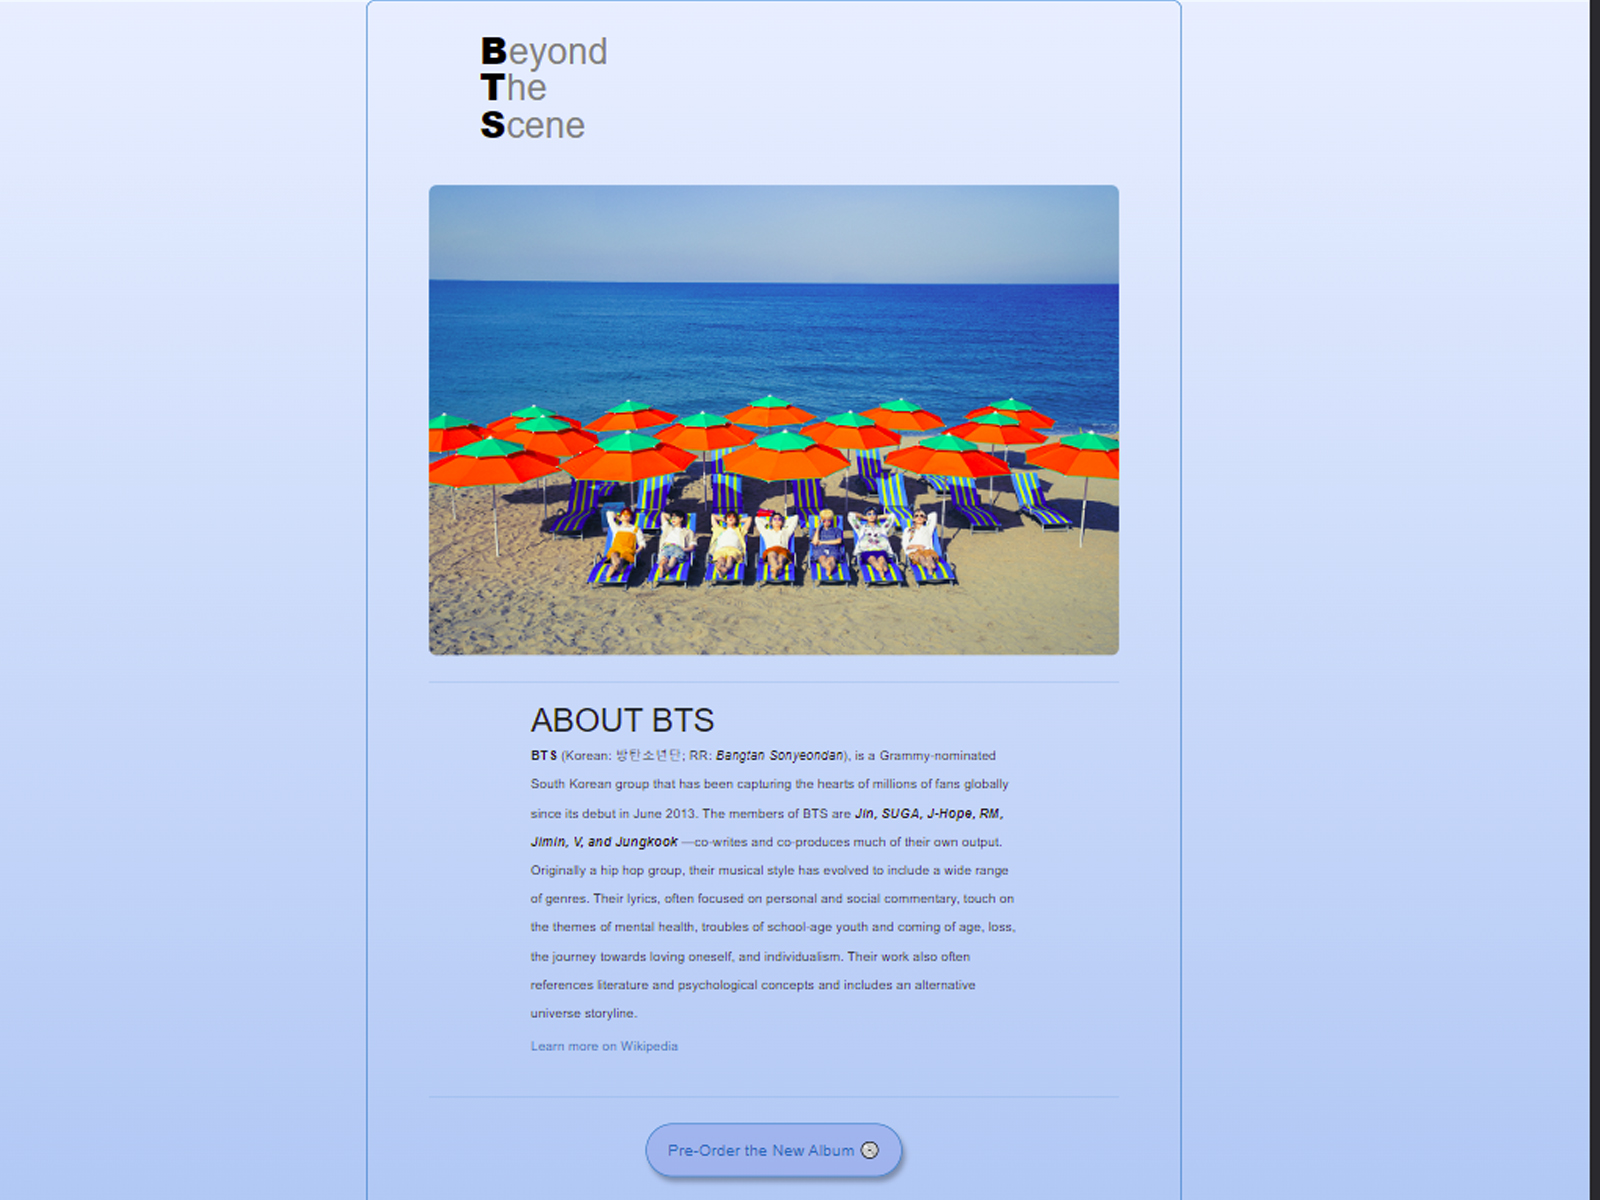 Beyond
The
Scene
ABOUT BTS
BTS (Korean: 방탄소년단; RR: Bangtan Sonyeondan), is a Grammy-nominated
South Korean group that has been capturing the hearts of millions of fans globally
since its debut in June 2013. The members of BTS are Jin, SUGA, J-Hope, RM,
Jimin, V, and Jungkook —co-writes and co-produces much of their own output.
Originally a hip hop group, their musical style has evolved to include a wide range
of genres. Their lyrics, often focused on personal and social commentary, touch on
the themes of mental health, troubles of school-age youth and coming of age, loss,
the journey towards loving oneself, and individualism. Their work also often
references literature and psychological concepts and includes an alternative
universe storyline.
Learn more on Wikipedia
Pre-Order the New Album